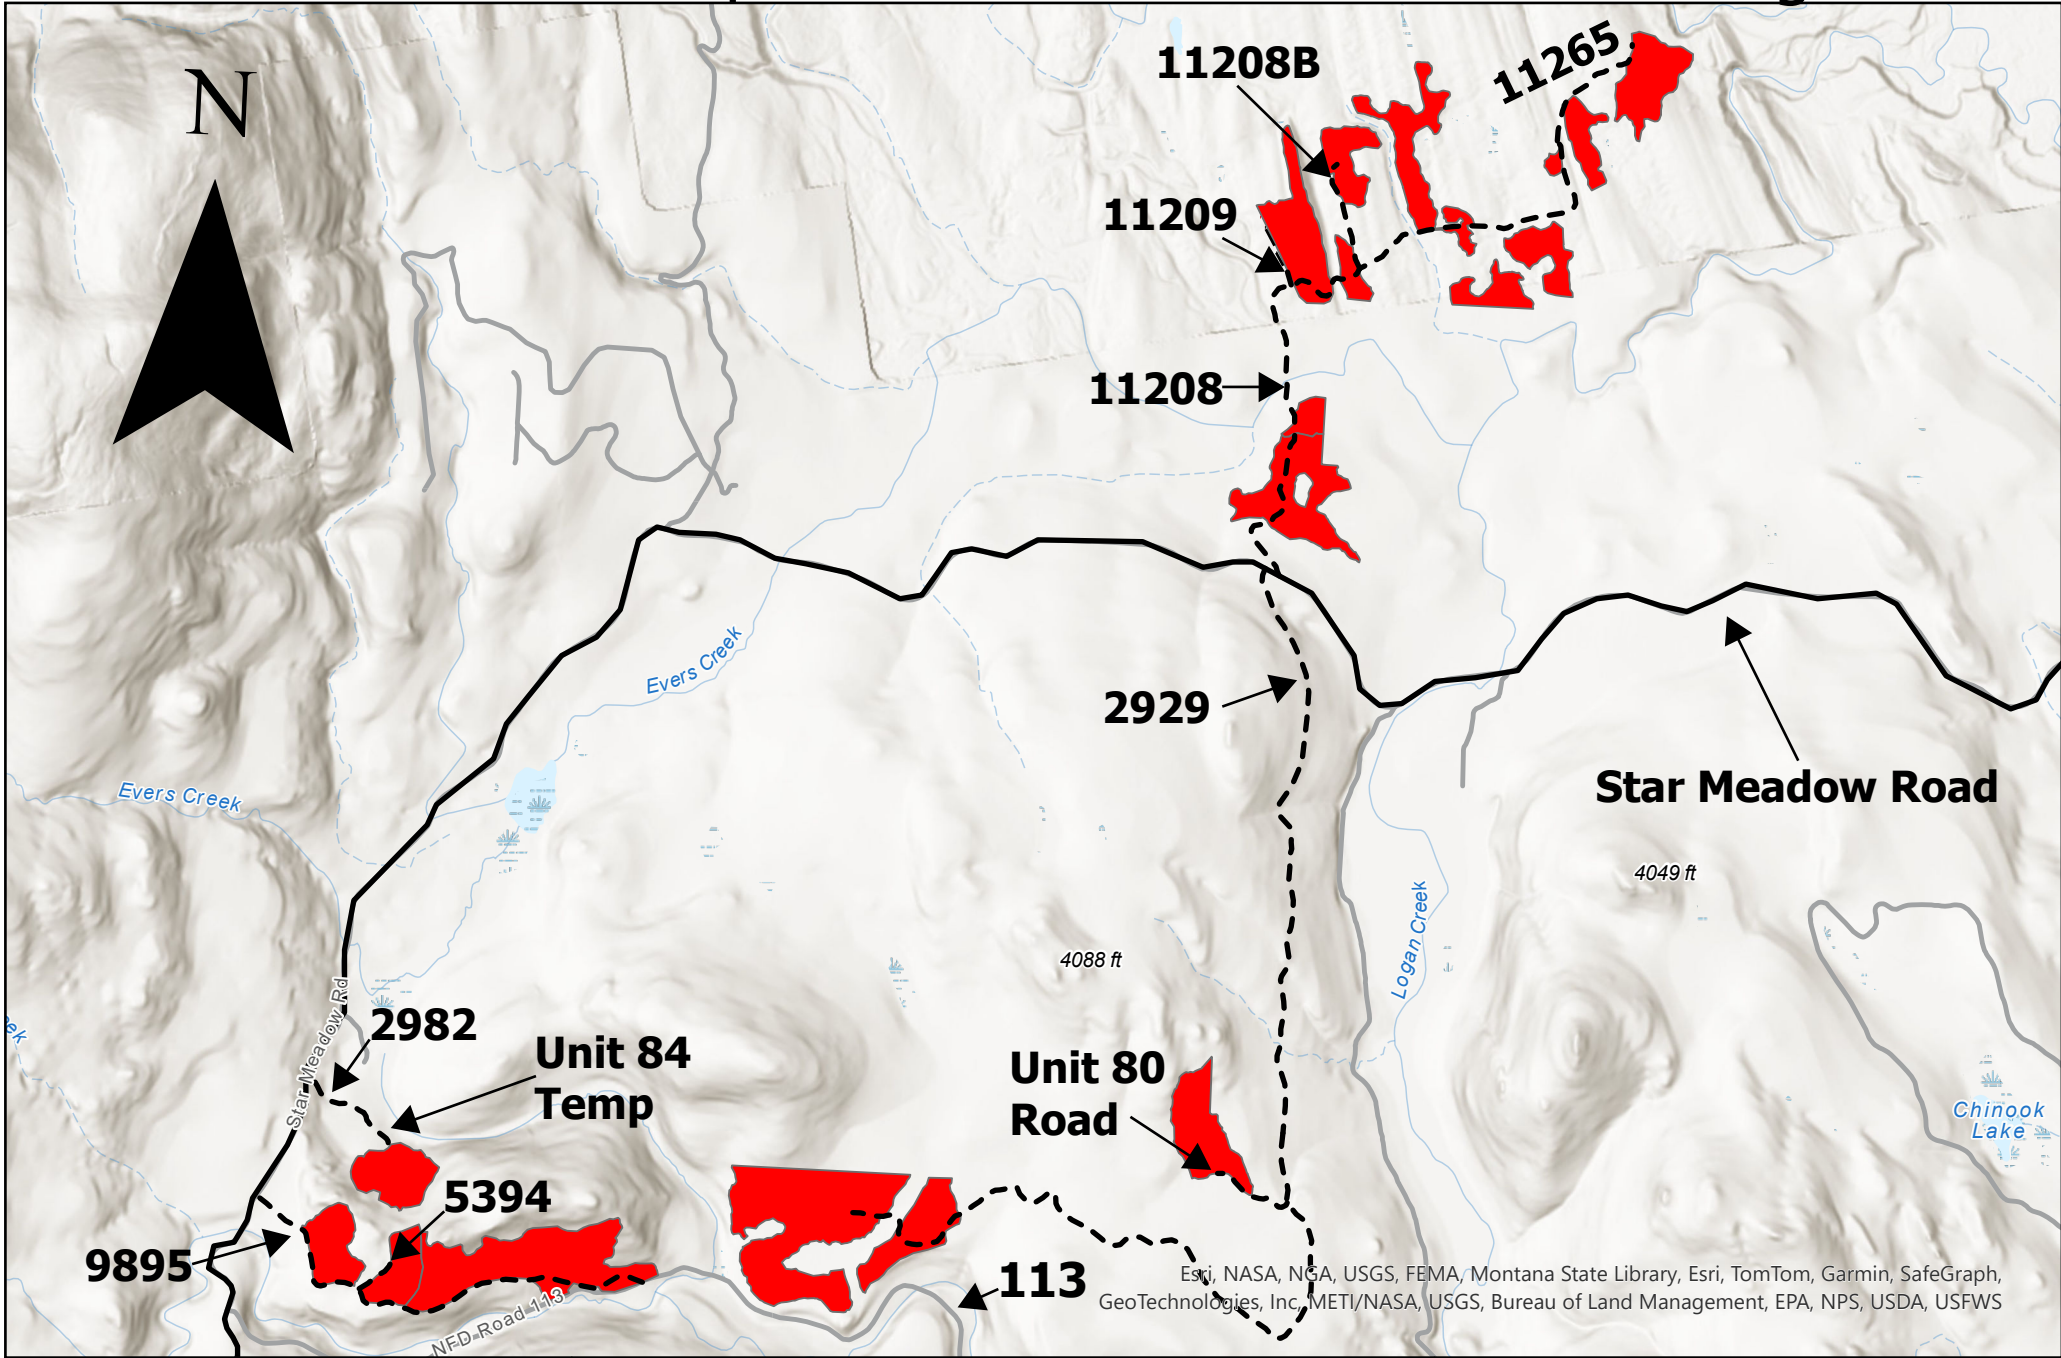 N
11208B
11265
11209
11208
Evers Creek
2929
Star Meadow Road
Evers Creek
4049 ft
4088 ft
Logan Creek
Star Meadow Rd
2982
Unit 84
Temp
Unit 80
Road
Chinook
Lake
5394
9895
113
NFD Road 113
Esri, NASA, NGA, USGS, FEMA, Montana State Library, Esri, TomTom, Garmin, SafeGraph,
GeoTechnologies, Inc, METI/NASA, USGS, Bureau of Land Management, EPA, NPS, USDA, USFWS